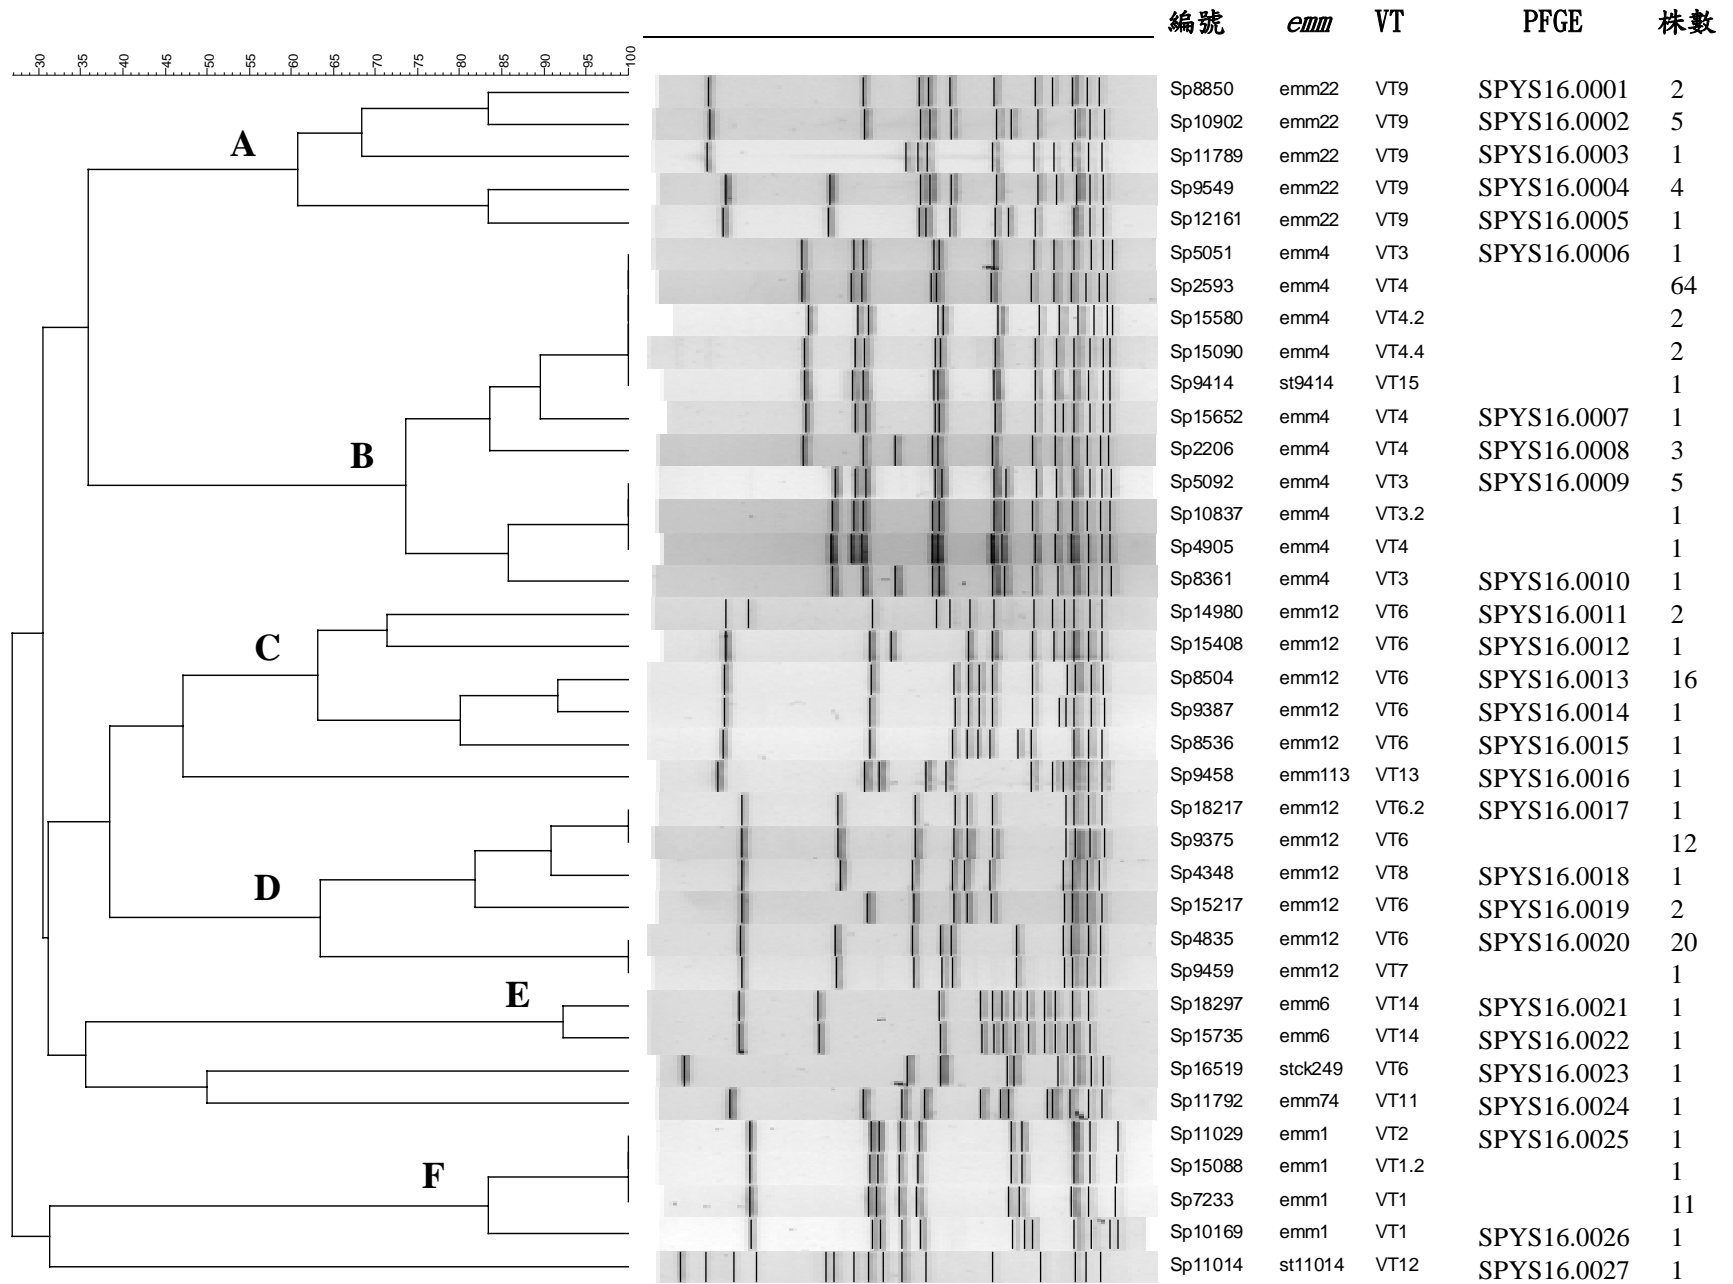 編號 emm VT PFGE 株數
30 35 40 45 50 55 60 65 70 75 80 85 90 95 100
Sp8850 emm22 VT9 SPYS16.0001 2
Sp10902 emm22 VT9 SPYS16.0002 5
A
Sp11789 emm22 VT9 SPYS16.0003 1
Sp9549 emm22 VT9 SPYS16.0004 4
Sp12161 emm22 VT9 SPYS16.0005 1
Sp5051 emm4 VT3 SPYS16.0006 1
Sp2593 emm4 VT4 64
Sp15580 emm4 VT4.2 2
Sp15090 emm4 VT4.4 2
Sp9414 st9414 VT15 1
Sp15652 emm4 VT4 SPYS16.0007 1
B
Sp2206 emm4 VT4 SPYS16.0008 3
Sp5092 emm4 VT3 SPYS16.0009 5
Sp10837 emm4 VT3.2 1
Sp4905 emm4 VT4 1
Sp8361 emm4 VT3 SPYS16.0010 1
Sp14980 emm12 VT6 SPYS16.0011 2
C
Sp15408 emm12 VT6 SPYS16.0012 1
Sp8504 emm12 VT6 SPYS16.0013 16
Sp9387 emm12 VT6 SPYS16.0014 1
Sp8536 emm12 VT6 SPYS16.0015 1
Sp9458 emm113 VT13 SPYS16.0016 1
Sp18217 emm12 VT6.2 SPYS16.0017 1
Sp9375 emm12 VT6 12
Sp4348 emm12 VT8 SPYS16.0018 1
D
Sp15217 emm12 VT6 SPYS16.0019 2
Sp4835 emm12 VT6 SPYS16.0020 20
Sp9459 emm12 VT7 1
E
Sp18297 emm6 VT14 SPYS16.0021 1
Sp15735 emm6 VT14 SPYS16.0022 1
Sp16519 stck249 VT6 SPYS16.0023 1
Sp11792 emm74 VT11 SPYS16.0024 1
Sp11029 emm1 VT2 SPYS16.0025 1
Sp15088 emm1 VT1.2 1
F
Sp7233 emm1 VT1 11
Sp10169 emm1 VT1 SPYS16.0026 1
Sp11014 st11014 VT12 SPYS16.0027 1